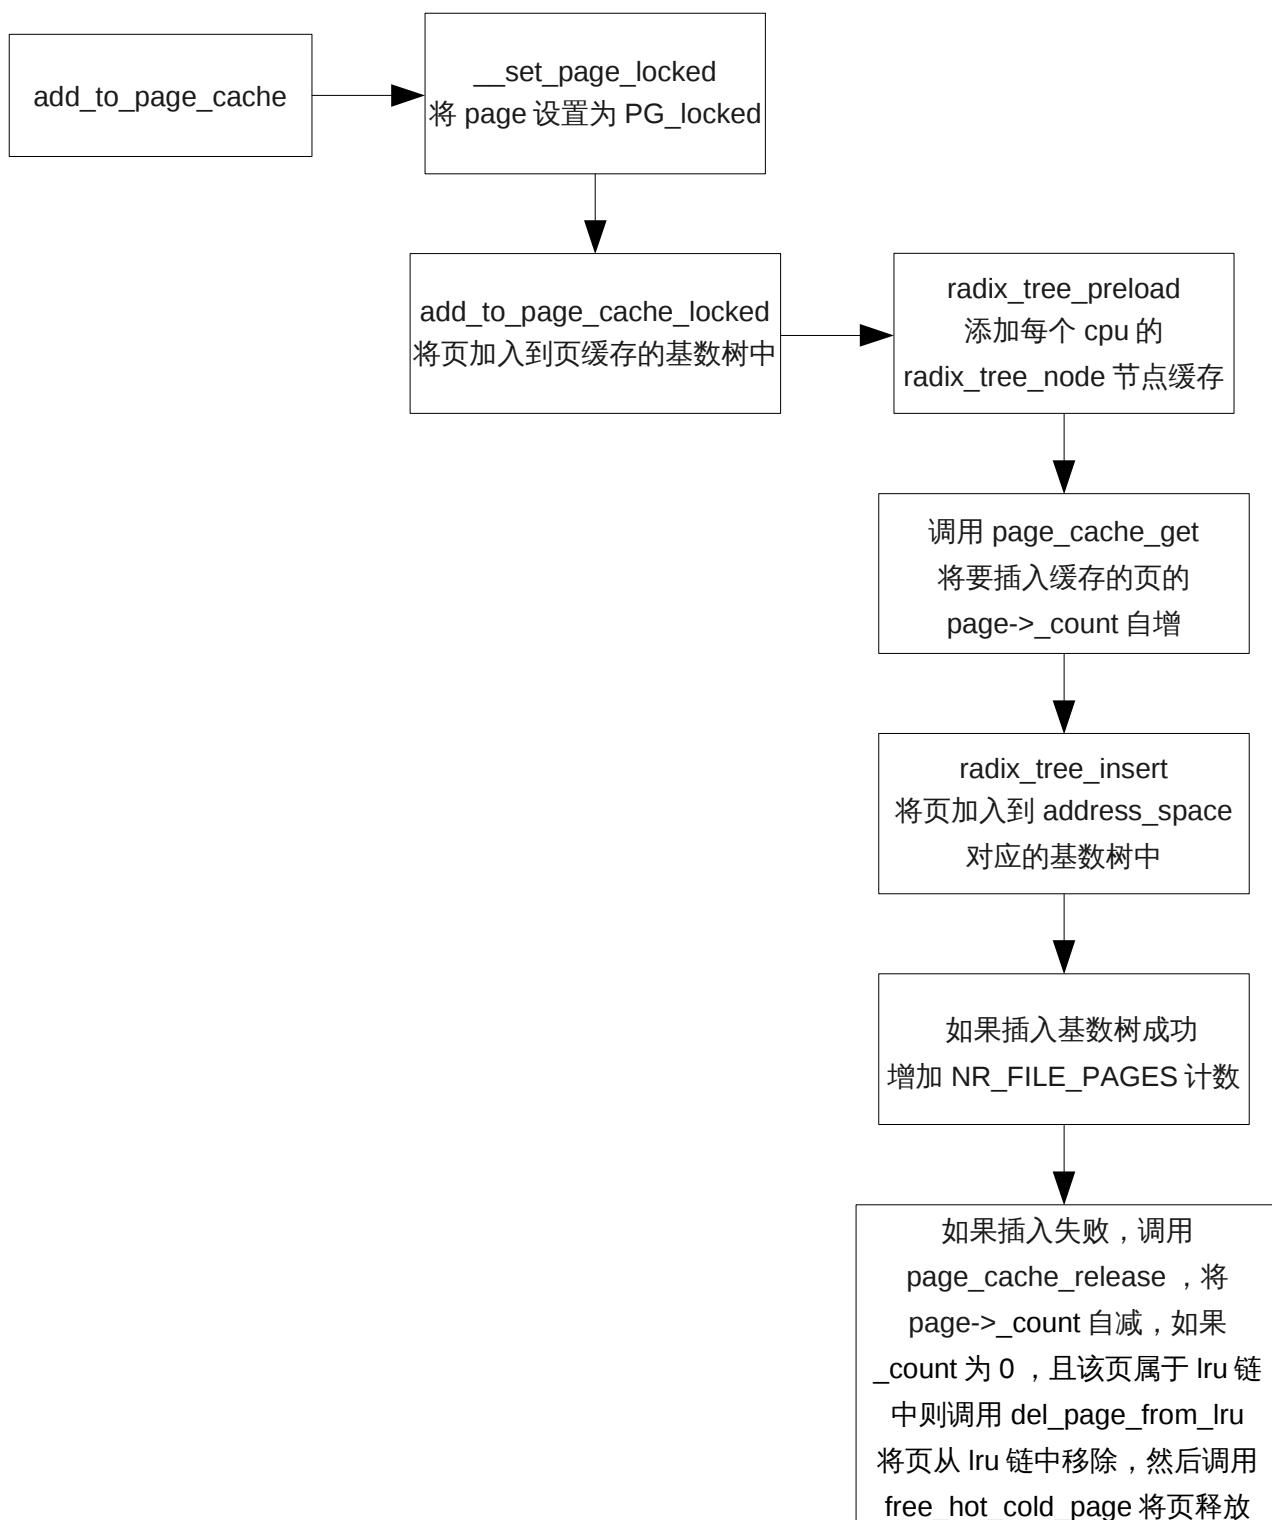 add_to_page_cache
__set_page_locked
将 page 设置为 PG_locked
add_to_page_cache_locked
将页加入到页缓存的基数树中
radix_tree_preload
添加每个 cpu 的
radix_tree_node 节点缓存
调用 page_cache_get
将要插入缓存的页的
page->_count 自增
radix_tree_insert
将页加入到 address_space
对应的基数树中
如果插入基数树成功
增加 NR_FILE_PAGES 计数
如果插入失败，调用
page_cache_release ，将
page->_count 自减，如果
_count 为 0 ，且该页属于 lru 链
中则调用 del_page_from_lru
将页从 lru 链中移除，然后调用
free_hot_cold_page 将页释放